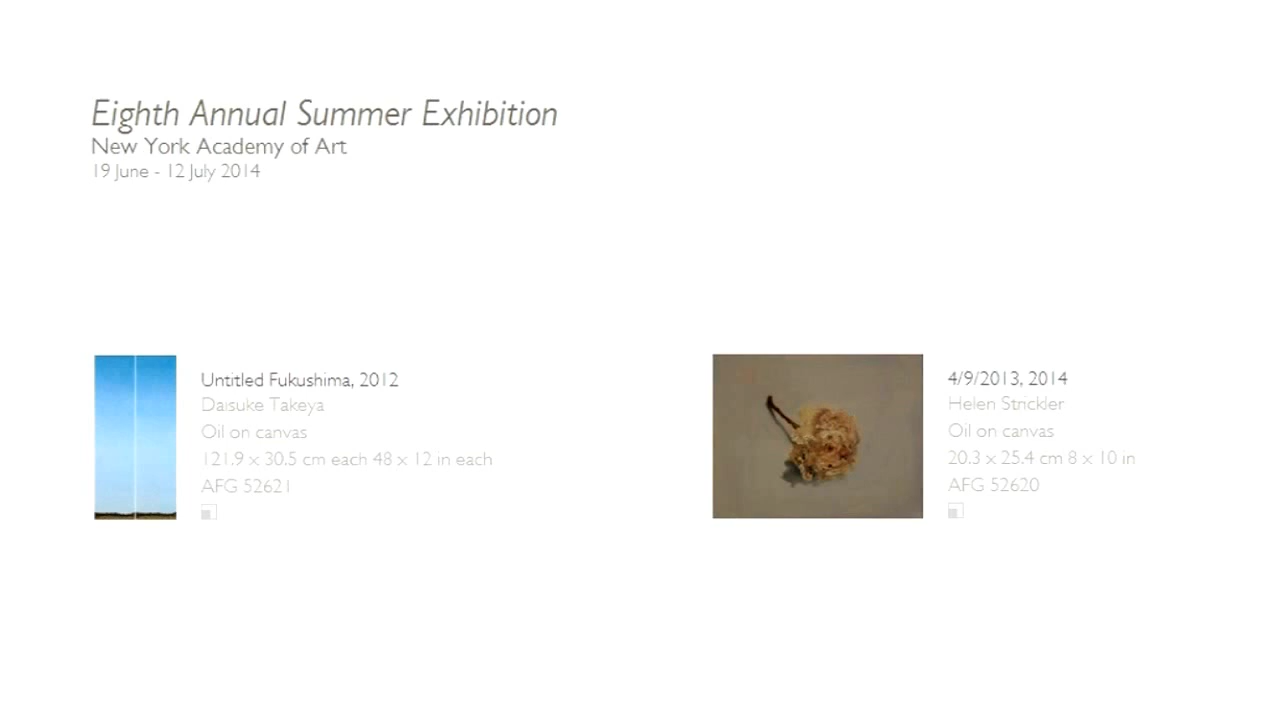 Eighth Annual Summer Exhibition
New York Academy of Art
19 June - 12 July 2014
Untitled Fukushima, 2012
Daisuke Takeya
Oil on canvas
121.9 x 30.5 cm each 48 x 12 in each
AFG 52621
4/9/2013, 2014
Helen Strickler
Oil on canvas
20.3 x 25.4 cm 8 x 10 in
AFG 52620